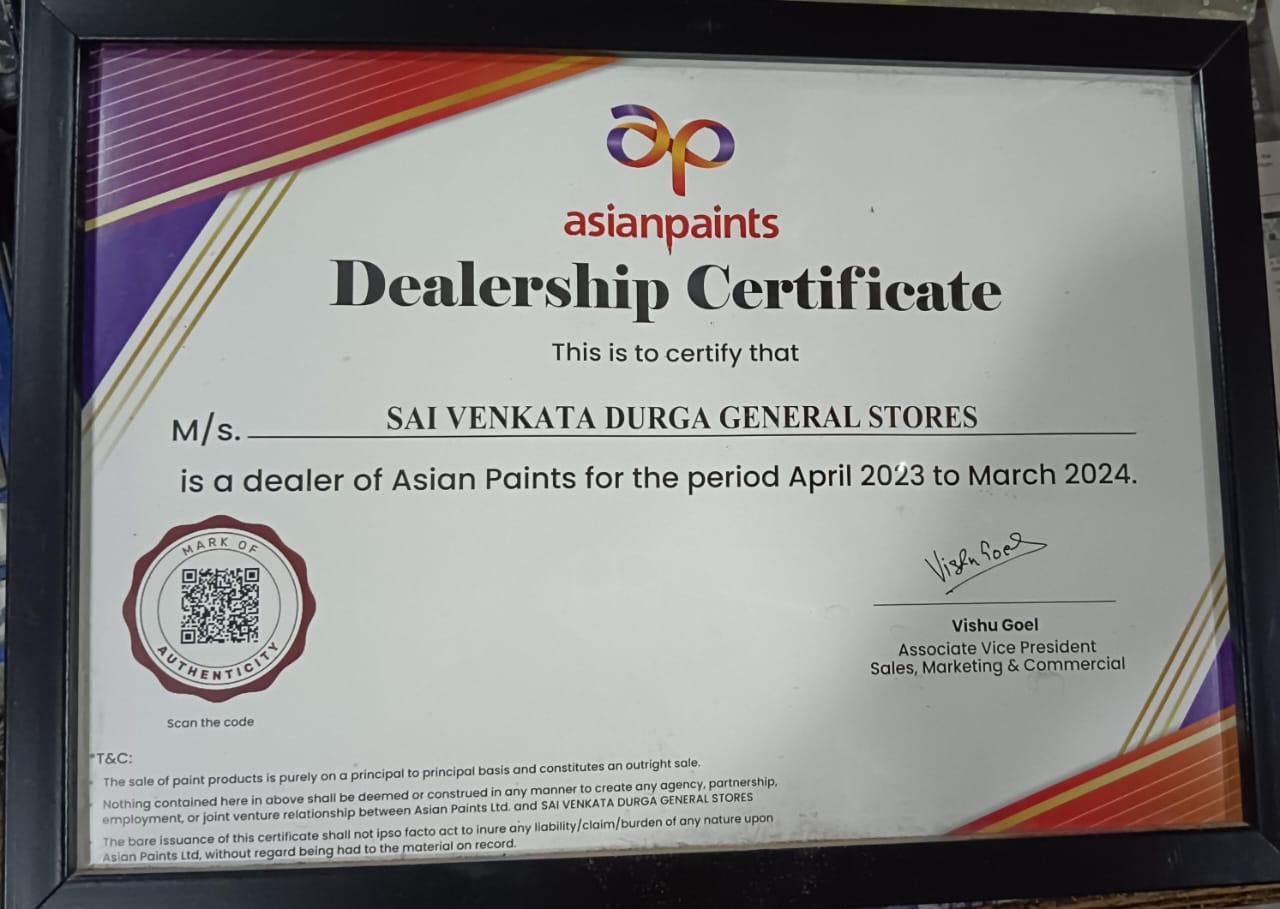 asianpaints
Dealership Certificate
This is to certify that
M/s. SAI VENKATA DURGA GENERAL STORES
is a dealer of Asian Paints for the period April 2023 to March 2024.
MARK OF
AUTHENTICITY
Scan the code
Vishu Goel
Vishu Goel
Associate Vice President
Sales, Marketing & Commercial
*T&C:
The sale of paint products is purely on a principal to principal basis and constitutes an outright sale.
Nothing contained here in above shall be deemed or construed in any manner to create any agency, partnership,
employment, or joint venture relationship between Asian Paints Ltd. and SAI VENKATA DURGA GENERAL STORES
The bare issuance of this certificate shall not ipso facto act to inure any liability/claim/burden of any nature upon
Asian Paints Ltd, without regard being had to the material on record.